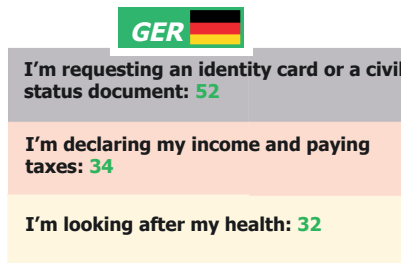 GER
I'm requesting an identity card or a civil
status document: 52
I'm declaring my income and paying
taxes: 34
I'm looking after my health: 32